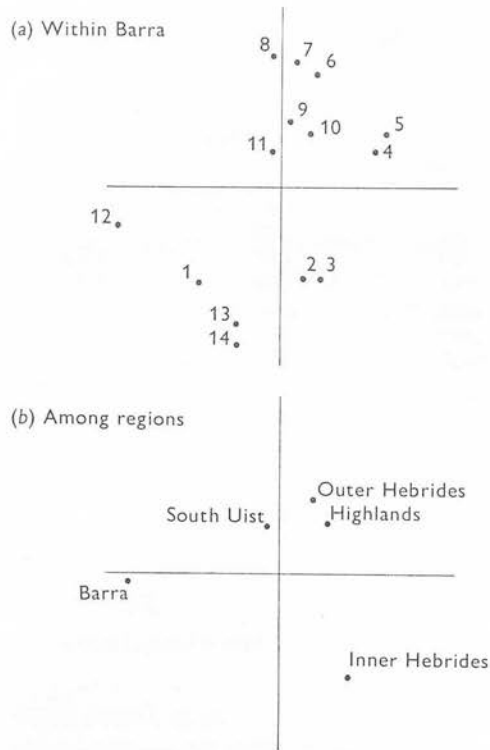 (a) Within Barra
8 7 6
9 10 5
11 4
12
1 2 3
13
14
(b) Among regions
Outer Hebrides
South Uist Highlands
Barra
Inner Hebrides